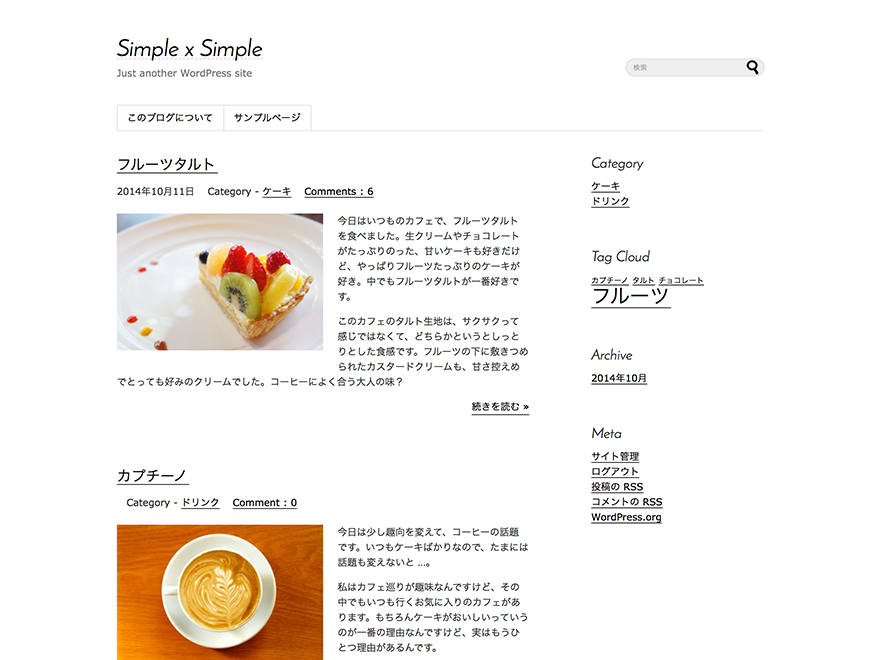 Simple x Simple
Just another WordPress site
検索
このブログについて サンプルページ
フルーツタルト
2014年10月11日 Category - ケーキ Comments : 6
今日はいつものカフェで、フルーツタルト
を食べました。生クリームやチョコレート
がたっぷりのった、甘いケーキも好きだけ
ど、やっぱりフルーツたっぷりのケーキが
好き。中でもフルーツタルトが一番好きで
す。
このカフェのタルト生地は、サクサクって
感じではなくて、どちらかというとしっと
りとした食感です。フルーツの下に敷きつめ
られたカスタードクリームも、甘さ控えめ
でとっても好みのクリームでした。コーヒーによく合う大人の味？
続きを読む »
カプチーノ
Category - ドリンク Comment : 0
今日は少し趣向を変えて、コーヒーの話題
です。いつもケーキばかりなので、たまには
話題も変えないと …。
私はカフェ巡りが趣味なんですけど、その
中でもいつも行くお気に入りのカフェがあ
ります。もちろんケーキがおいしいっていう
のが一番の理由なんですけど、実はもうひ
とつ理由があるんです。
Category
ケーキ
ドリンク
Tag Cloud
カプチーノ タルト チョコレート
フルーツ
Archive
2014年10月
Meta
サイト管理
ログアウト
投稿の RSS
コメントの RSS
WordPress.org